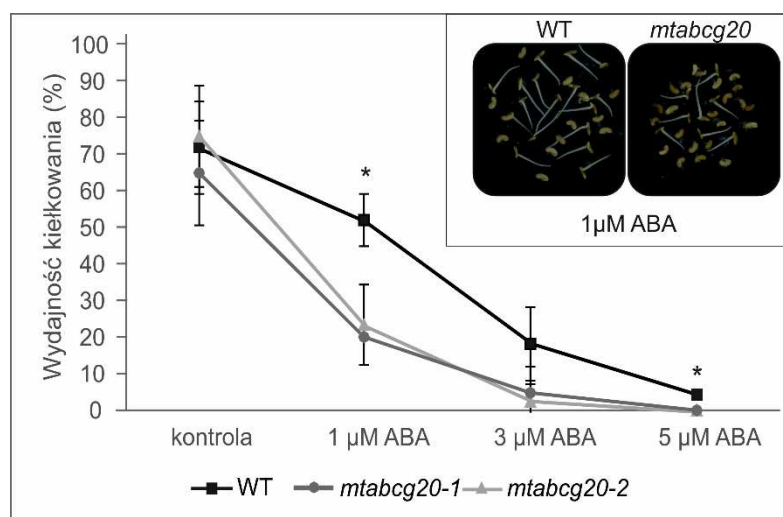 WT mtabcg20
1µM ABA
Wydajność kiełkowania (%)
100
90
80
70
60
50
40
30
20
10
0
*
*
kontrola 1 µM ABA 3 µM ABA 5 µM ABA
WT mtabcg20-1 mtabcg20-2